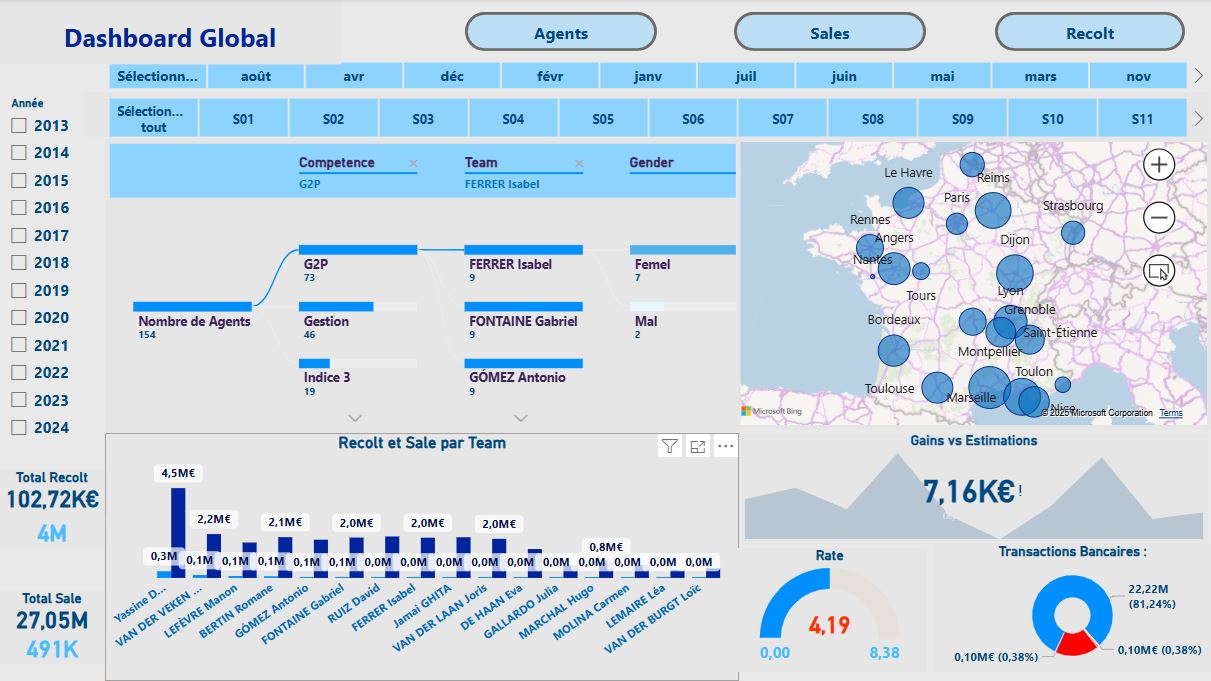 Dashboard Global
Agents
Sales
Recolt
Sélectionn... août avr déc févr janv juil juin mai mars nov
Sélection... tout S01 S02 S03 S04 S05 S06 S07 S08 S09 S10 S11
Année
2013
2014
2015
2016
2017
2018
2019
2020
2021
2022
2023
2024
Total Recolt
102,72K€
4M
Total Sale
27,05M
491K
Competence ×
G2P
Team ×
FERRER Isabel
Gender
Nombre de Agents
154
G2P
73
Gestion
46
Indice 3
19
FERRER Isabel
9
FONTAINE Gabriel
9
GÓMEZ Antonio
9
Femel
7
Mal
2
Le Havre
Reims
Paris
Strasbourg
Rennes
Angers
Dijon
Nantes
Tours
Lyon
Grenoble
Bordeaux
Saint-Étienne
Montpellier
Toulon
Toulouse
Marseille
Nice
Microsoft Bing
© 2025 Microsoft Corporation Terms
Recolt et Sale par Team
4,5M€
2,2M€ 2,1M€ 2,0M€ 2,0M€ 2,0M€
0,8M€
0,3M 0,1M 0,1M 0,1M 0,1M 0,1M 0,0M 0,0M 0,0M 0,0M 0,0M 0,0M 0,0M 0,0M 0,0M 0,0M
Yassine D...
VAN DER VEKEN ...
LEFÈVRE Manon
BERTIN Romane
GÓMEZ Antonio
FONTAINE Gabriel
RUIZ David
FERRER Isabel
Jamai GHITA
VAN DER LAAN Joris
DE HAAN Eva
GALLARDO Julia
MARCHAL Hugo
MOLINA Carmen
LEMAIRE Léa
VAN DER BURGT Loïc
Gains vs Estimations
7,16K€!
Rate
4,19
0,00
8,38
Transactions Bancaires :
22,22M
(81,24%)
0,10M€ (0,38%)
0,10M€ (0,38%)